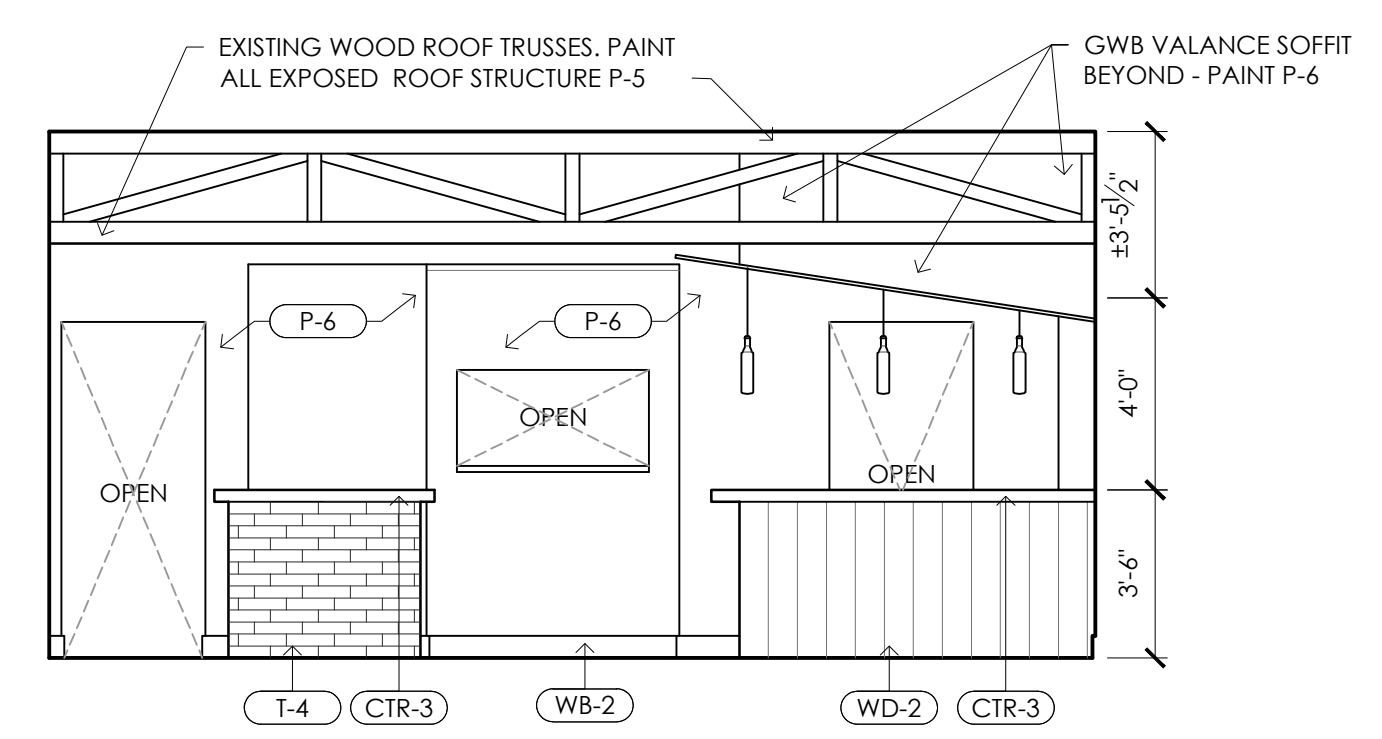 EXISTING WOOD ROOF TRUSSES. PAINT
ALL EXPOSED ROOF STRUCTURE P-5
GWB VALANCE SOFFIT
BEYOND - PAINT P-6
±3'-5½"
P-6
P-6
4'-0"
OPEN
OPEN
OPEN
3'-6"
T-4
CTR-3
WB-2
WD-2
CTR-3